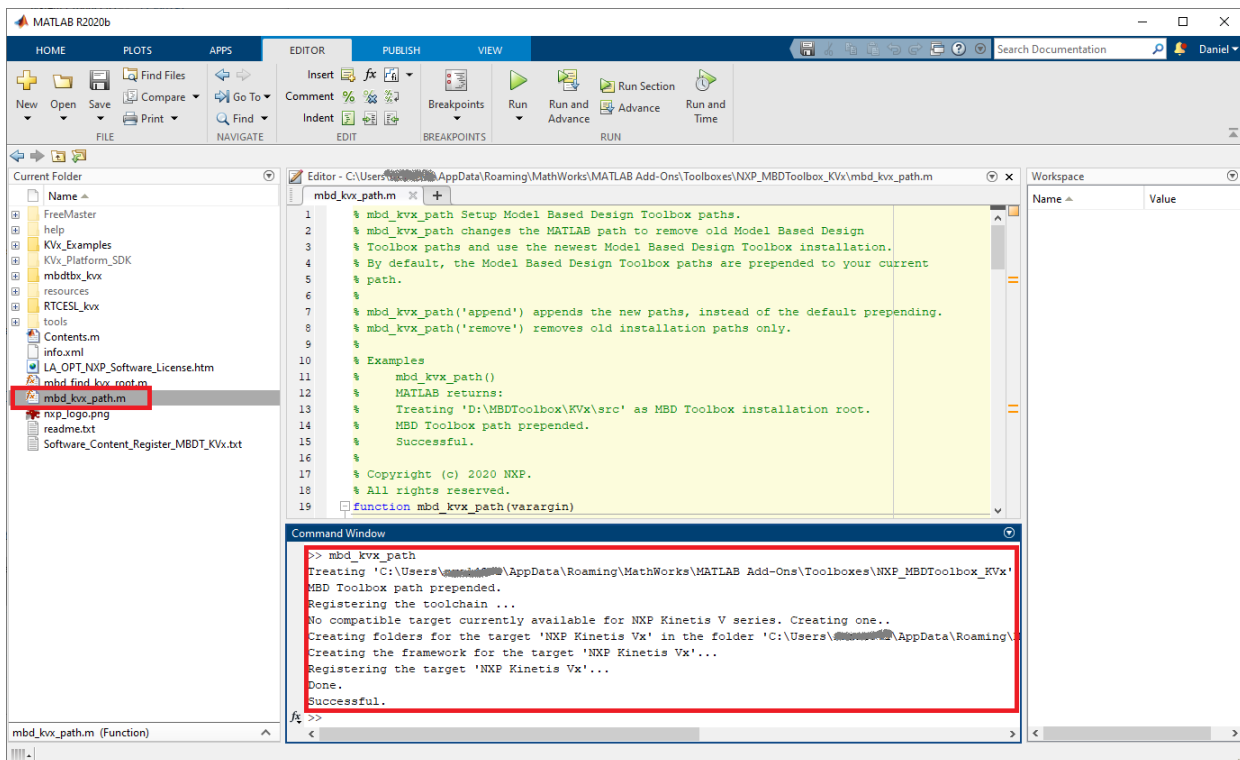 MATLAB R2020b
HOME PLOTS APPS EDITOR PUBLISH VIEW
Search Documentation Daniel
New Open Save Find Files Compare Print
FILE
Go To Find
NAVIGATE
Insert fx
Comment %
Indent
EDIT
Breakpoints
BREAKPOINTS
Run Run and Advance Run Section Advance Run and Time
RUN
Current Folder
Name
FreeMaster
help
KVx_Examples
KVx_Platform_SDK
mbdtbx_kvx
resources
RTCESL_kvx
tools
Contents.m
info.xml
LA_OPT_NXP_Software_License.htm
mbd_find_kvx_root.m
mbd_kvx_path.m
nxp_logo.png
readme.txt
Software_Content_Register_MBDT_KVx.txt
mbd_kvx_path.m (Function)
Editor - C:\Users\ \AppData\Roaming\MathWorks\MATLAB Add-Ons\Toolboxes\NXP_MBDToolbox_KVx\mbd_kvx_path.m
mbd_kvx_path.m
1 % mbd_kvx_path Setup Model Based Design Toolbox paths.
2 % mbd_kvx_path changes the MATLAB path to remove old Model Based Design
3 % Toolbox paths and use the newest Model Based Design Toolbox installation.
4 % By default, the Model Based Design Toolbox paths are prepended to your current
5 % path.
6 %
7 % mbd_kvx_path('append') appends the new paths, instead of the default prepending.
8 % mbd_kvx_path('remove') removes old installation paths only.
9 %
10 % Examples
11 % mbd_kvx_path()
12 % MATLAB returns:
13 % Treating 'D:\MBDToolbox\KVx\src' as MBD Toolbox installation root.
14 % MBD Toolbox path prepended.
15 % Successful.
16 %
17 % Copyright (c) 2020 NXP.
18 % All rights reserved.
19 function mbd_kvx_path(varargin)
Command Window
>> mbd_kvx_path
Treating 'C:\Users\ \AppData\Roaming\MathWorks\MATLAB Add-Ons\Toolboxes\NXP_MBDToolbox_KVx'
MBD Toolbox path prepended.
Registering the toolchain ...
No compatible target currently available for NXP Kinetis V series. Creating one..
Creating folders for the target 'NXP Kinetis Vx' in the folder 'C:\Users\ \AppData\Roaming\
Creating the framework for the target 'NXP Kinetis Vx'...
Registering the target 'NXP Kinetis Vx'...
Done.
Successful.
fx >>
Workspace
Name Value